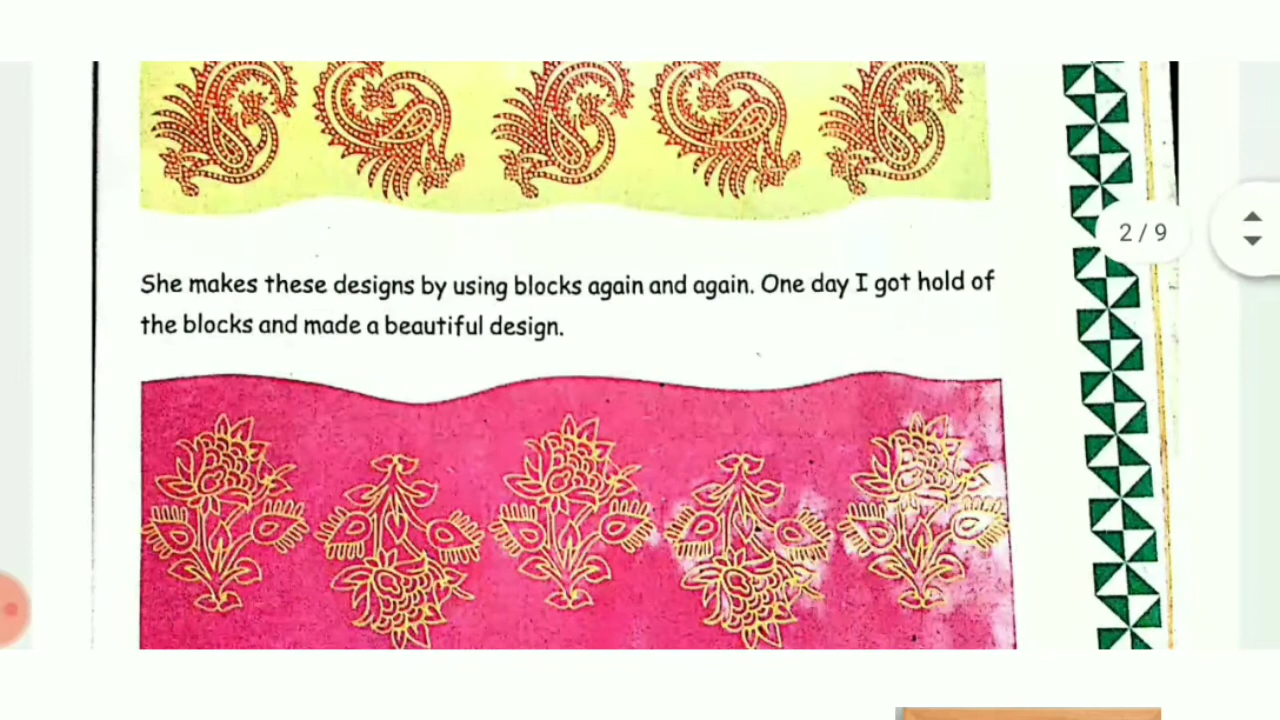 She makes these designs by using blocks again and again. One day I got hold of
the blocks and made a beautiful design.
2 / 9